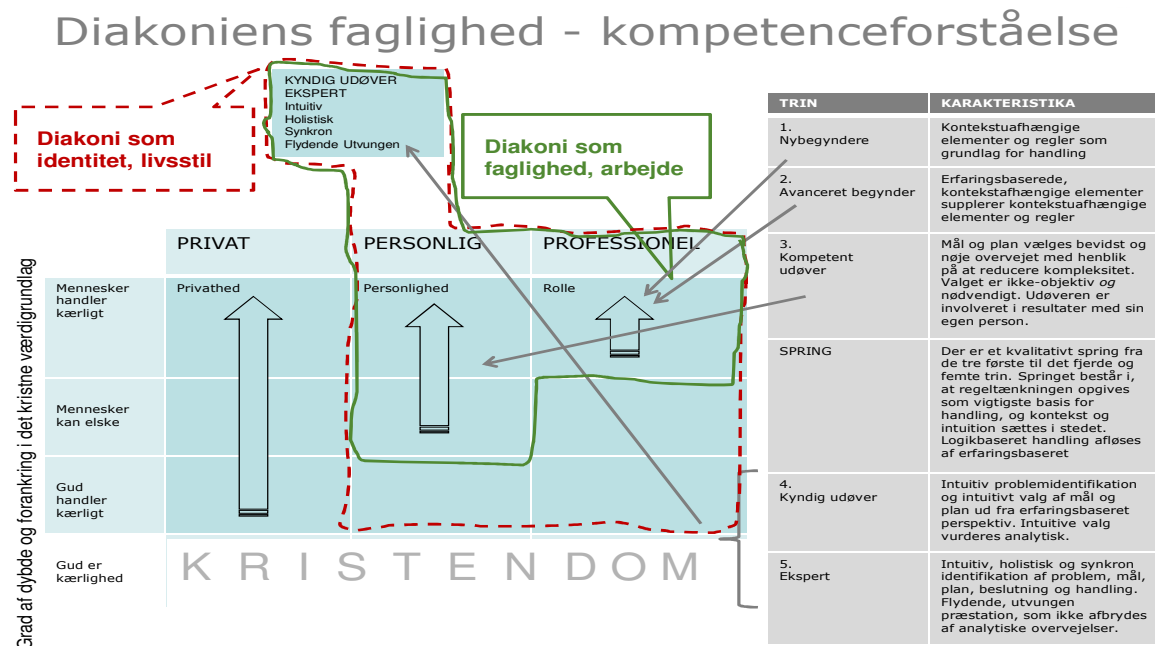 Diakoniens faglighed - kompetenceforståelse
KYNDIG UDØVER
EKSPERT
Intuitiv
Holistisk
Synkron
Flydende Utvungen
Diakoni som
identitet, livsstil
Diakoni som
faglighed, arbejde
Grad af dybde og forankring i det kristne værdigrundlag
PRIVAT
PERSONLIG
PROFESSIONEL
Mennesker
handler
kærligt
Privathed
Personlighed
Rolle
Mennesker
kan elske
Gud
handler
kærligt
Gud er
kærlighed
KRISTENDOM
TRIN
KARAKTERISTIKA
1.
Nybegyndere
Kontekstuafhængige
elementer og regler som
grundlag for handling
2.
Avanceret begynder
Erfaringsbaserede,
kontekstafhængige elementer
supplerer kontekstuafhængige
elementer og regler
3.
Kompetent
udøver
Mål og plan vælges bevidst og
nøje overvejet med henblik
på at reducere kompleksitet.
Valget er ikke-objektiv og
nødvendigt. Udøveren er
involveret i resultater med sin
egen person.
SPRING
Der er et kvalitativt spring fra
de tre første til det fjerde og
femte trin. Springet består i,
at regeltænkningen opgives
som vigtigste basis for
handling, og kontekst og
intuition sættes i stedet.
Logikbaseret handling afløses
af erfaringsbaseret
4.
Kyndig udøver
Intuitiv problemidentifikation
og intuitivt valg af mål og
plan ud fra erfaringsbaseret
perspektiv. Intuitive valg
vurderes analytisk.
5.
Ekspert
Intuitiv, holistisk og synkron
identifikation af problem, mål,
plan, beslutning og handling.
Flydende, utvungen
præstation, som ikke afbrydes
af analytiske overvejelser.